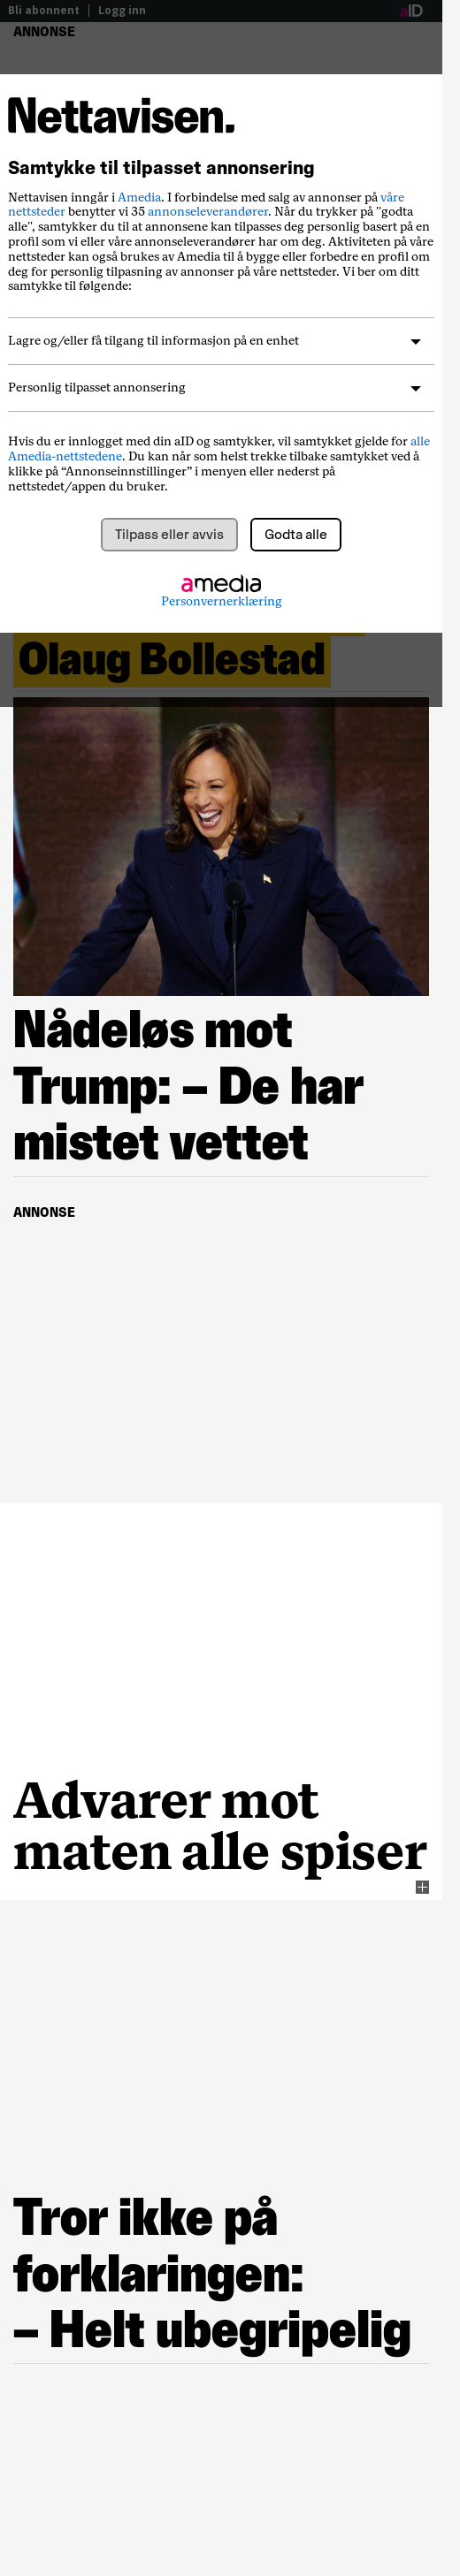 Bli abonnent | Logg inn
aID
ANNONSE
Nettavisen.
Samtykke til tilpasset annonsering
Nettavisen inngår i Amedia. I forbindelse med salg av annonser på våre
nettsteder benytter vi 35 annonseleverandører. Når du trykker på "godta
alle", samtykker du til at annonsene kan tilpasses deg personlig basert på en
profil som vi eller våre annonseleverandører har om deg. Aktiviteten på våre
nettsteder kan også brukes av Amedia til å bygge eller forbedre en profil om
deg for personlig tilpasning av annonser på våre nettsteder. Vi ber om ditt
samtykke til følgende:
Lagre og/eller få tilgang til informasjon på en enhet
Personlig tilpasset annonsering
Hvis du er innlogget med din aID og samtykker, vil samtykket gjelde for alle
Amedia-nettstedene. Du kan når som helst trekke tilbake samtykket ved å
klikke på “Annonseinnstillinger” i menyen eller nederst på
nettstedet/appen du bruker.
Tilpass eller avvis
Godta alle
amedia
Personvernerklæring
Olaug Bollestad
Nådeløs mot
Trump: – De har
mistet vettet
ANNONSE
Advarer mot
maten alle spiser
Tror ikke på
forklaringen:
– Helt ubegripelig